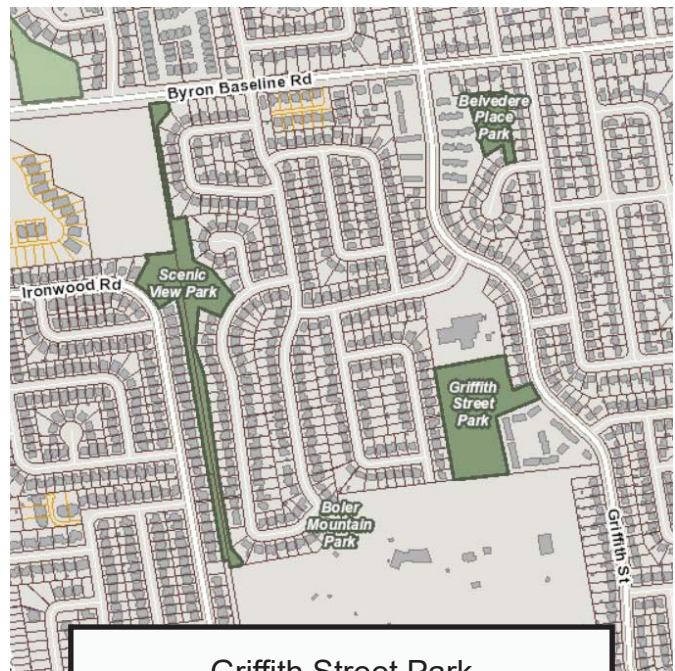 Byron Baseline Rd
Belvedere
Place
Park
Scenic
View Park
Ironwood Rd
Griffith
Street
Park
Boler
Mountain
Park
Griffith St
Griffith Street Park